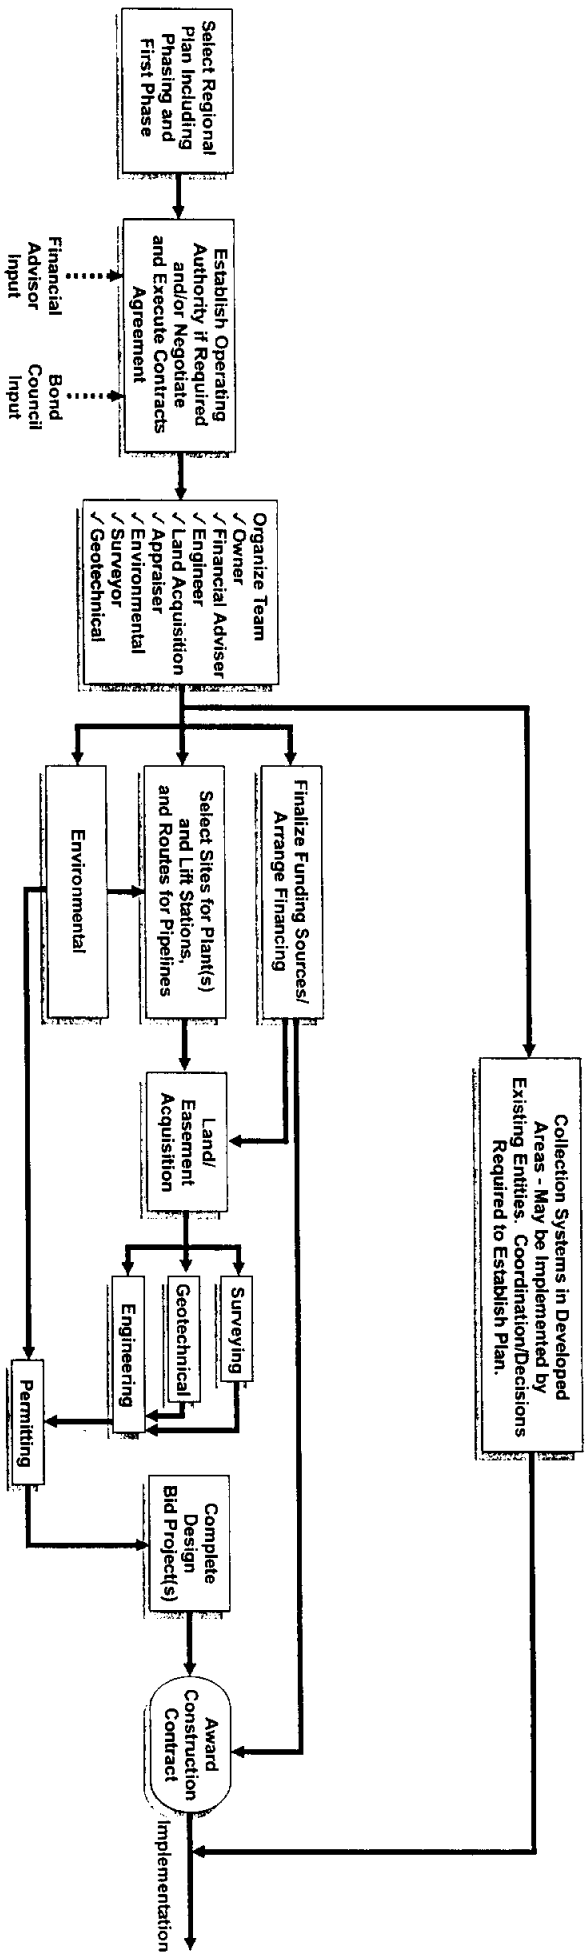 Select Regional
Plan Including
Phasing and
First Phase
Establish Operating
Authority if Required
and/or Negotiate
and Execute Contracts
Agreement
Financial
Advisor
Input
Bond
Council
Input
Organize Team
✓Owner
✓Financial Adviser
✓Engineer
✓Land Acquisition
✓Appraiser
✓Environmental
✓Surveyor
✓Geotechnical
Collection Systems in Developed
Areas - May be Implemented by
Existing Entities. Coordination/Decisions
Required to Establish Plan.
Finalize Funding Sources/
Arrange Financing
Select Sites for Plant(s)
and Lift Stations,
and Routes for Pipelines
Environmental
Land/
Easement
Acquisition
Surveying
Geotechnical
Engineering
Permitting
Complete
Design
Bid Project(s)
Award
Construction
Contract
Implementation